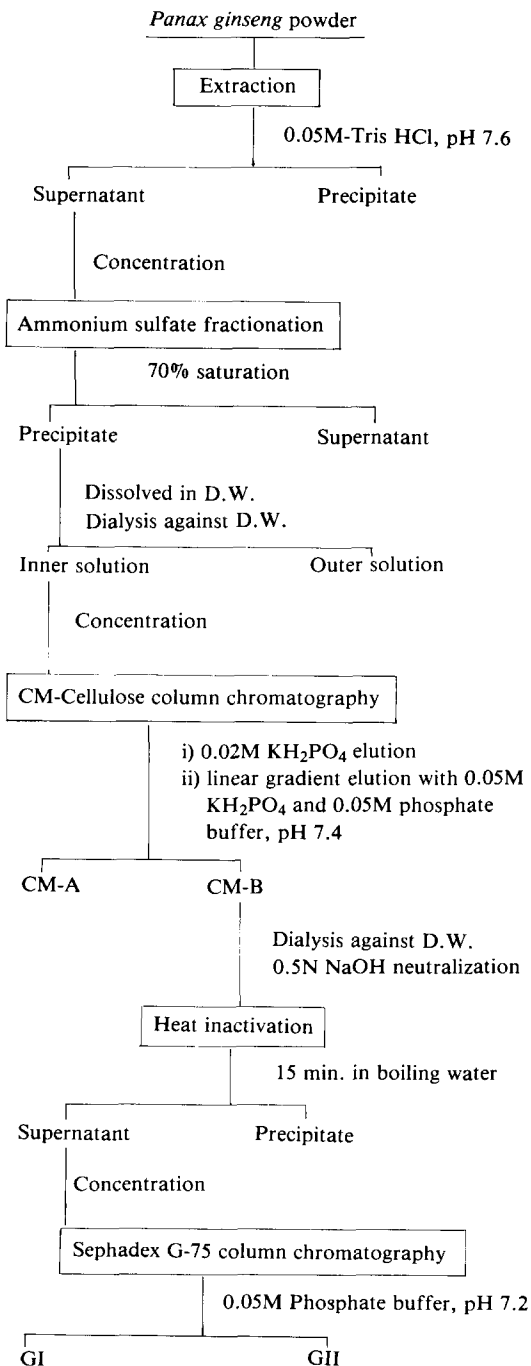 Panax ginseng powder
Extraction
0.05M-Tris HCl, pH 7.6
Supernatant
Precipitate
Concentration
Ammonium sulfate fractionation
70% saturation
Precipitate
Supernatant
Dissolved in D.W.
Dialysis against D.W.
Inner solution
Outer solution
Concentration
CM-Cellulose column chromatography
i) 0.02M KH₂PO₄ elution
ii) linear gradient elution with 0.05M
KH₂PO₄ and 0.05M phosphate
buffer, pH 7.4
CM-A
CM-B
Dialysis against D.W.
0.5N NaOH neutralization
Heat inactivation
15 min. in boiling water
Supernatant
Precipitate
Concentration
Sephadex G-75 column chromatography
0.05M Phosphate buffer, pH 7.2
GI
GII